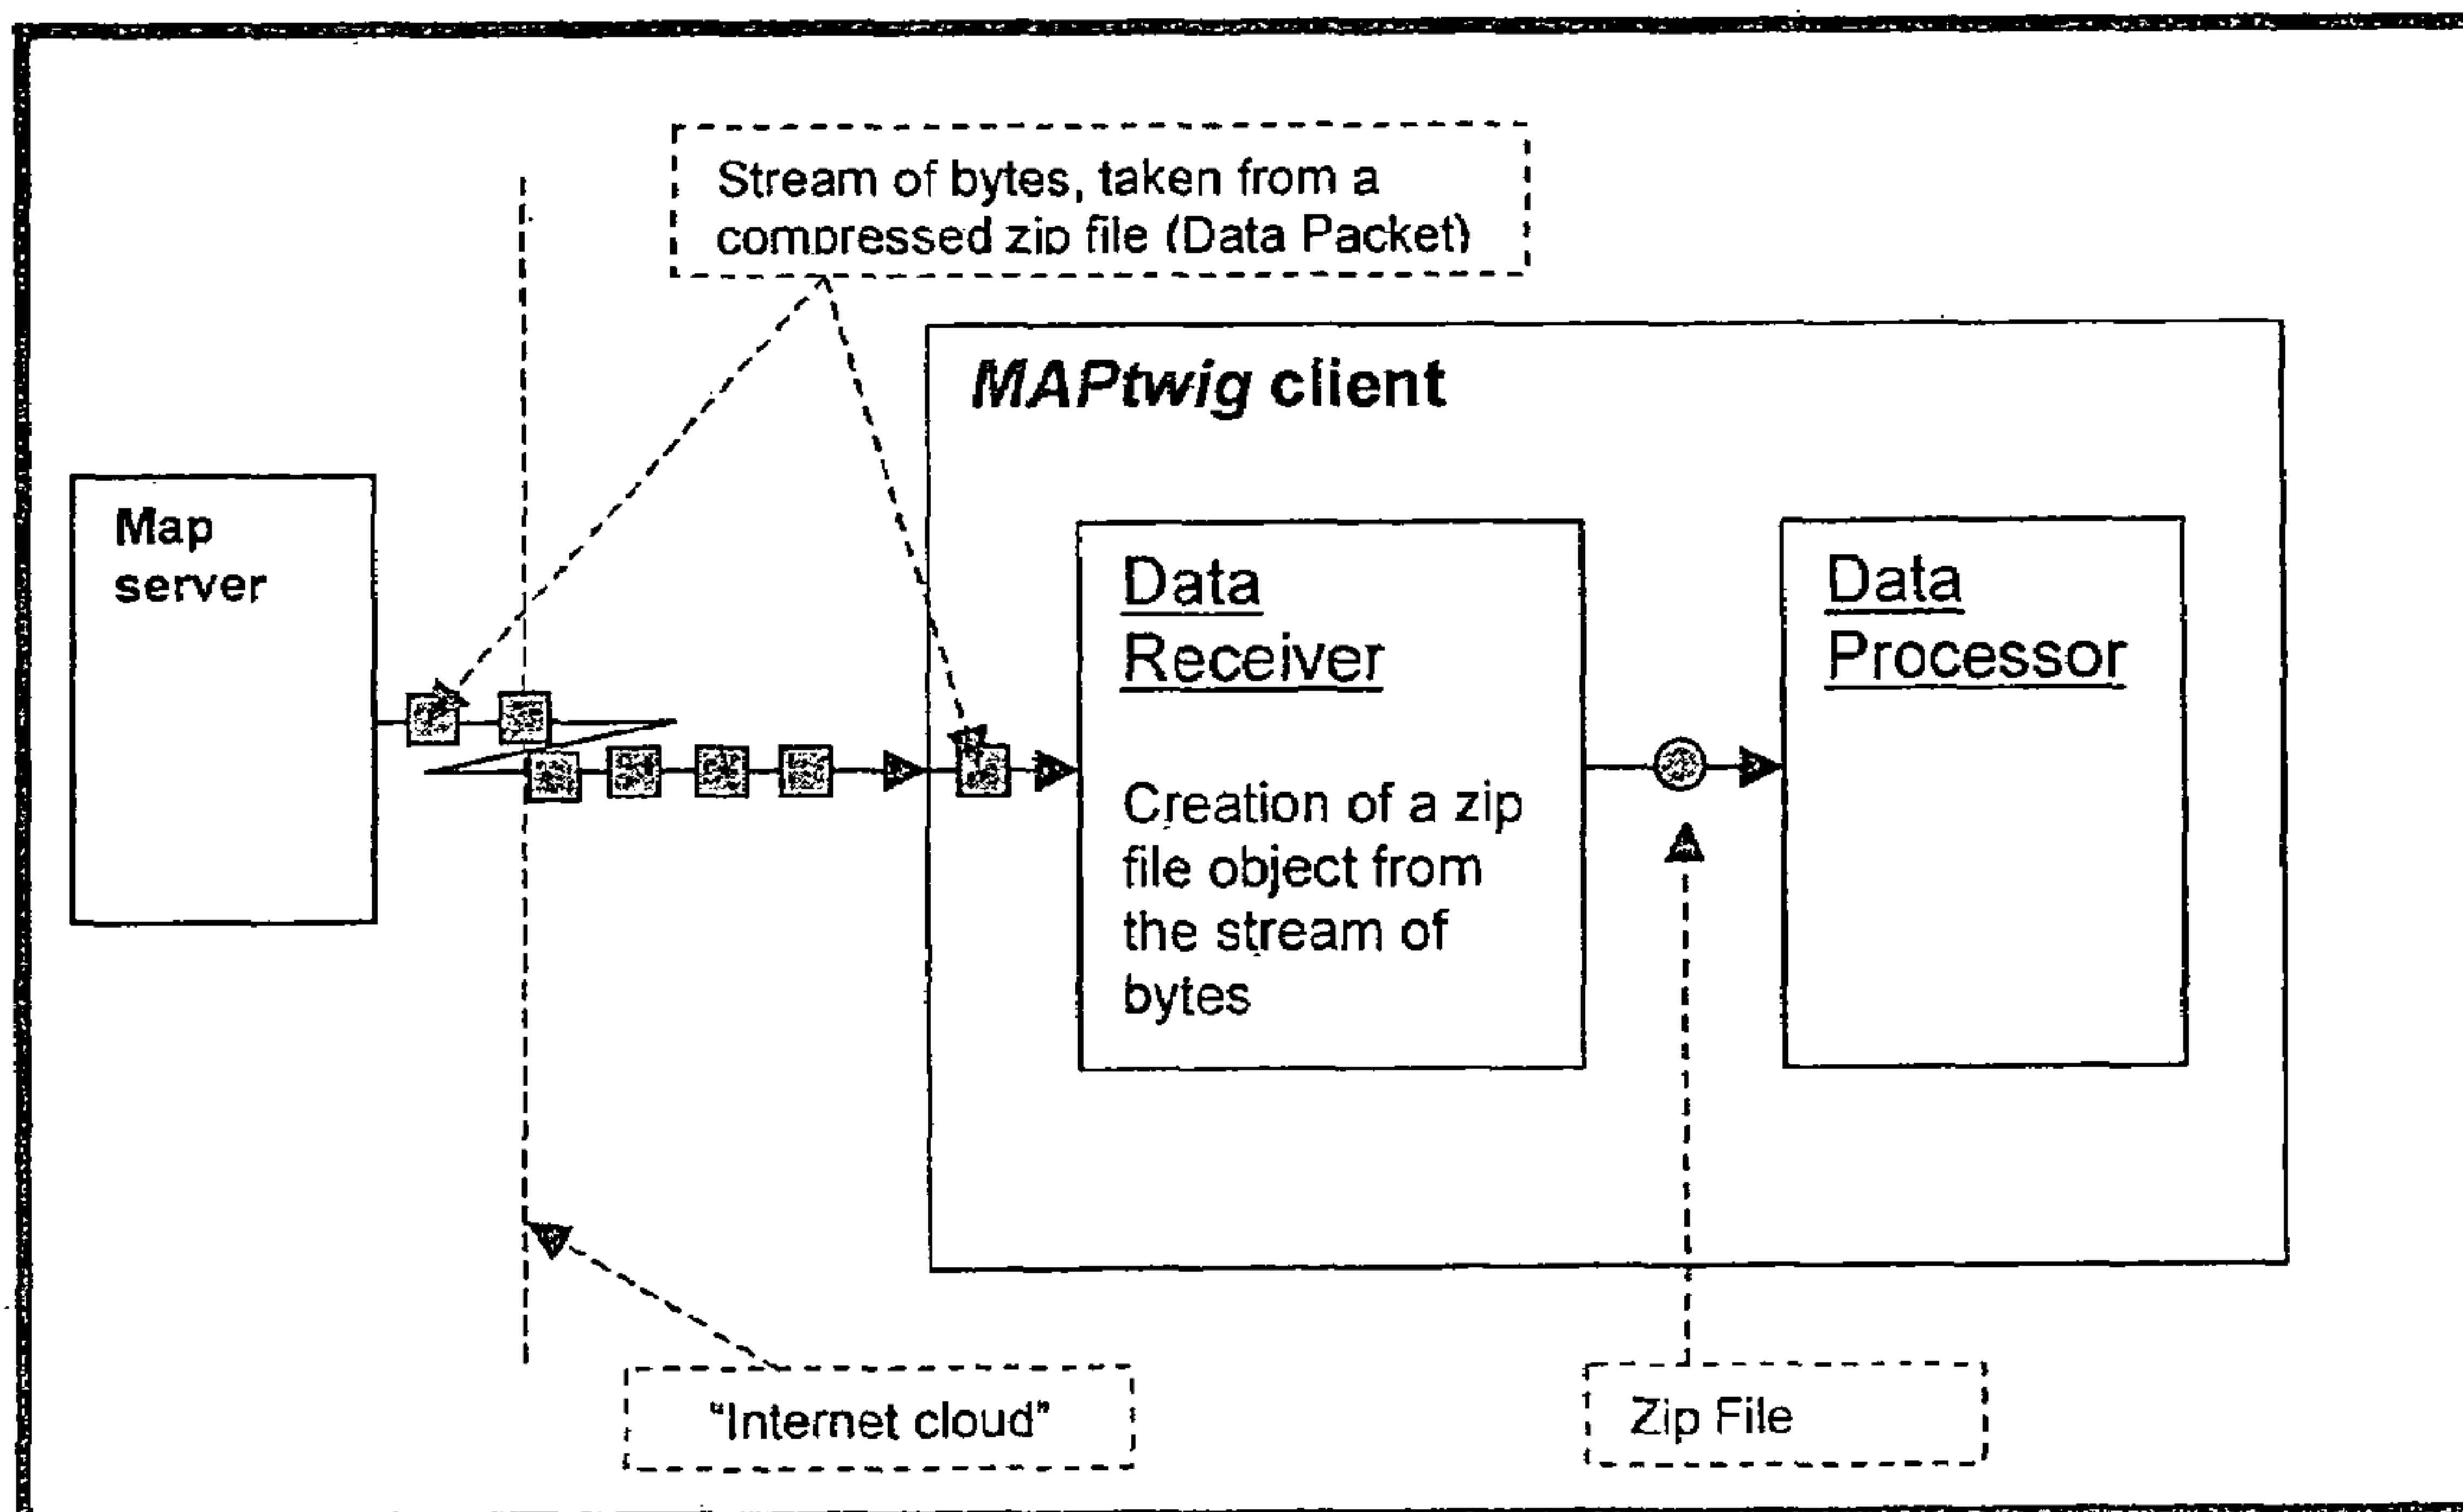 Stream of bytes, taken from a
compressed zip file (Data Packet)
MAPtwig client
Map
server
Data
Receiver
Creation of a zip
file object from
the stream of
bytes
Data
Processor
"Internet cloud"
Zip File